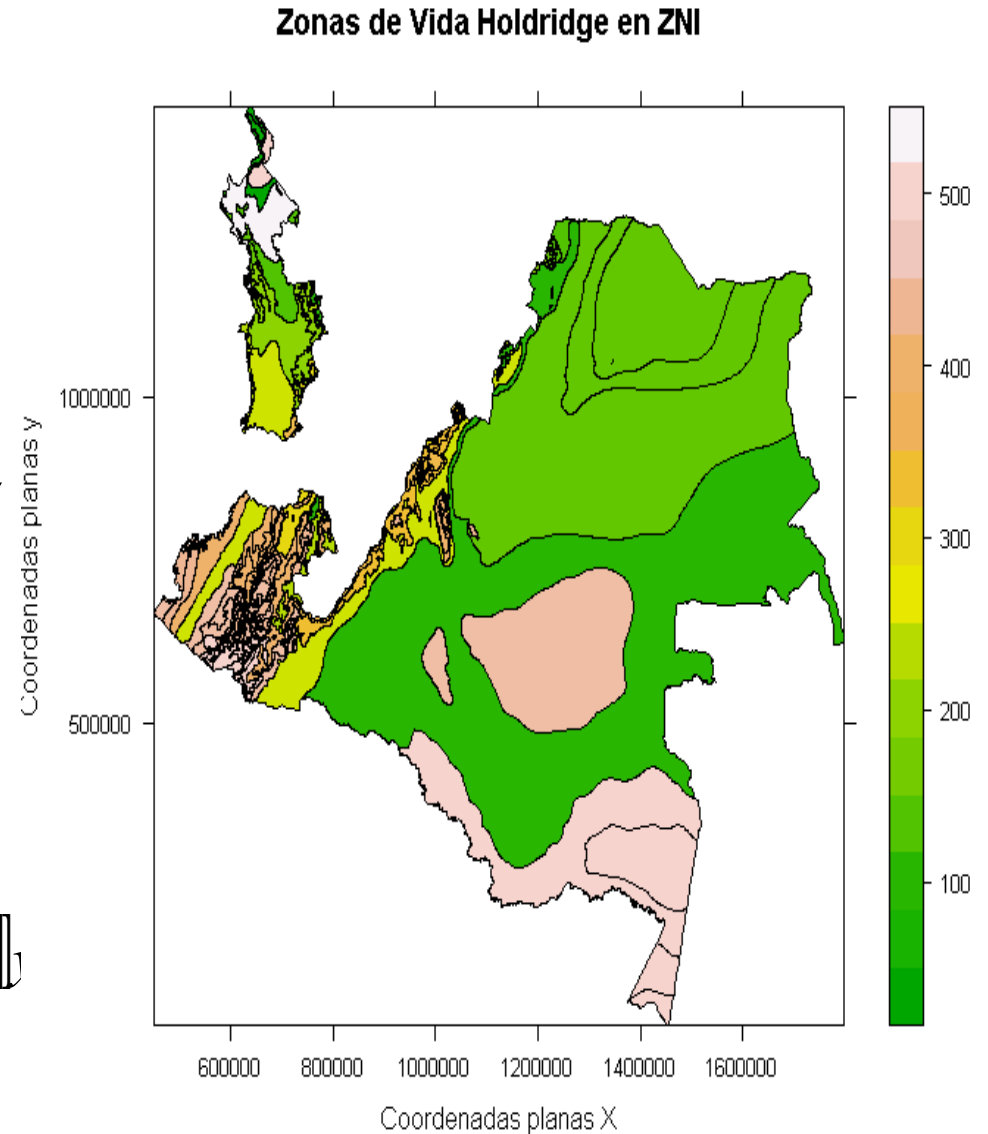 Zonas de Vida Holdridge en ZNI
500
400
300
200
100
1000000
500000
Coordenadas planas y
600000 800000 1000000 1200000 1400000 1600000
Coordenadas planas X